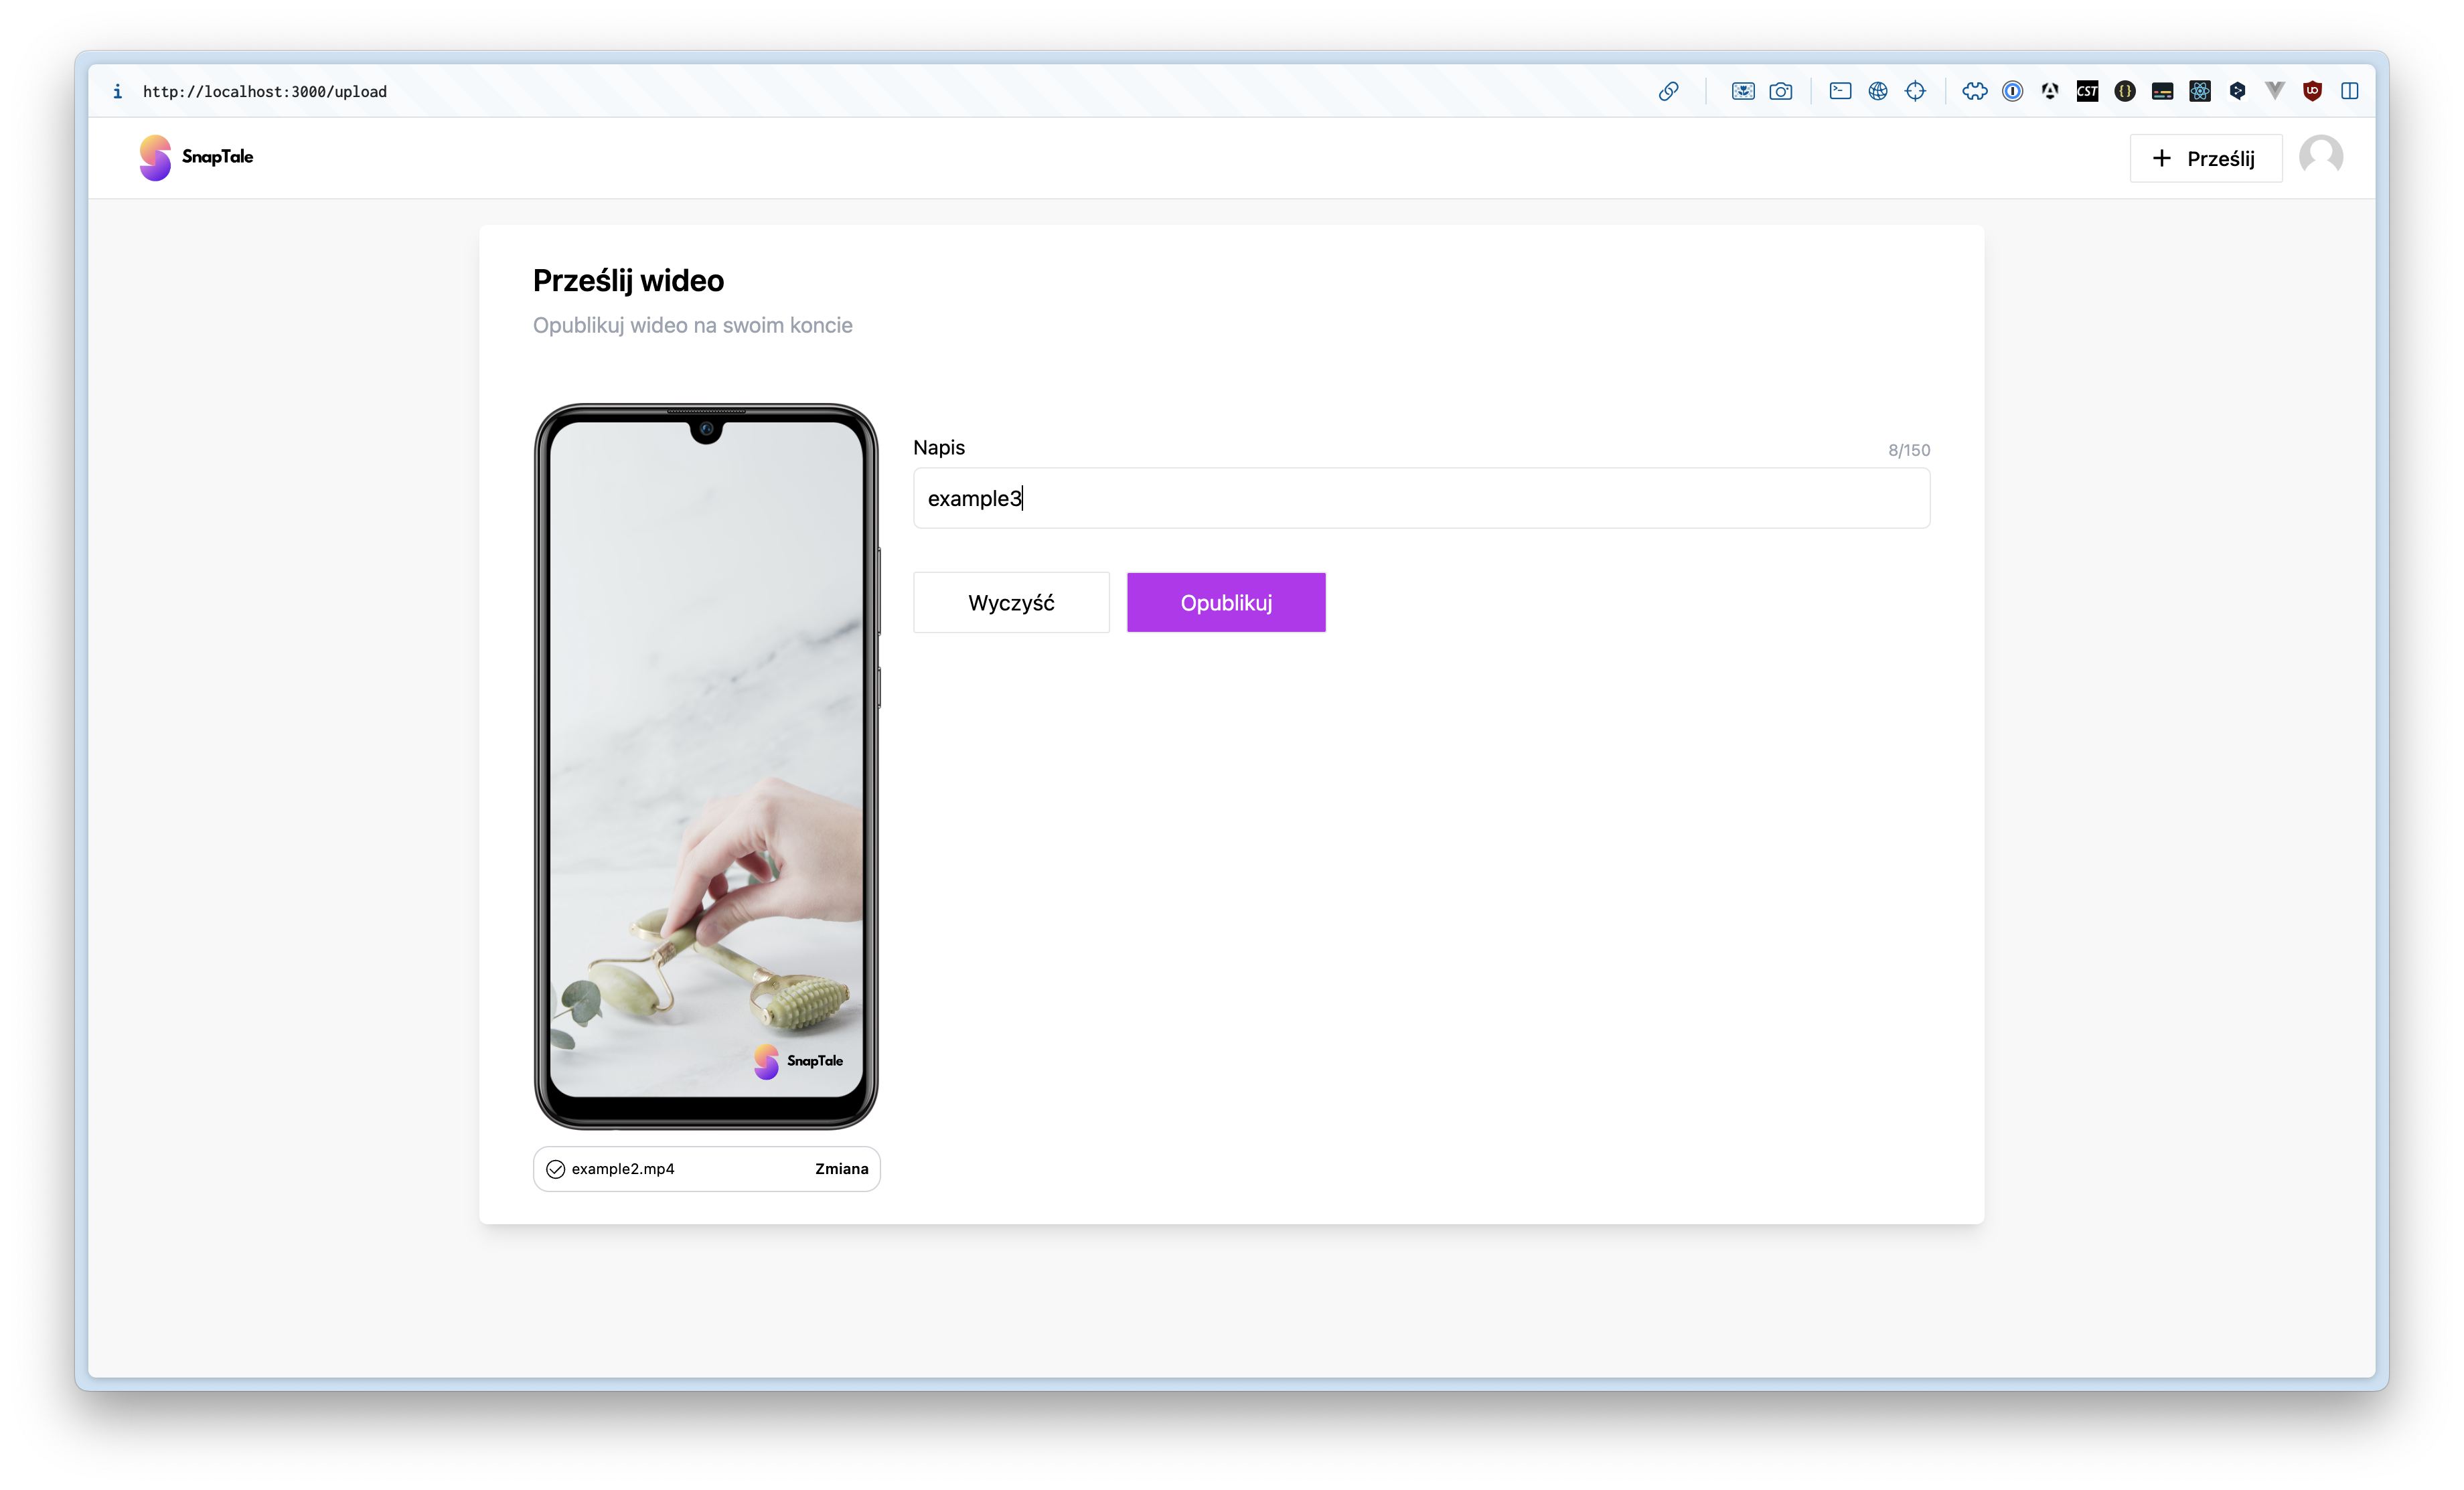 i http://localhost:3000/upload
CST
SnapTale
+ Prześlij
Prześlij wideo
Opublikuj wideo na swoim koncie
Napis 8/150
example3
Wyczyść Opublikuj
SnapTale
example2.mp4 Zmiana